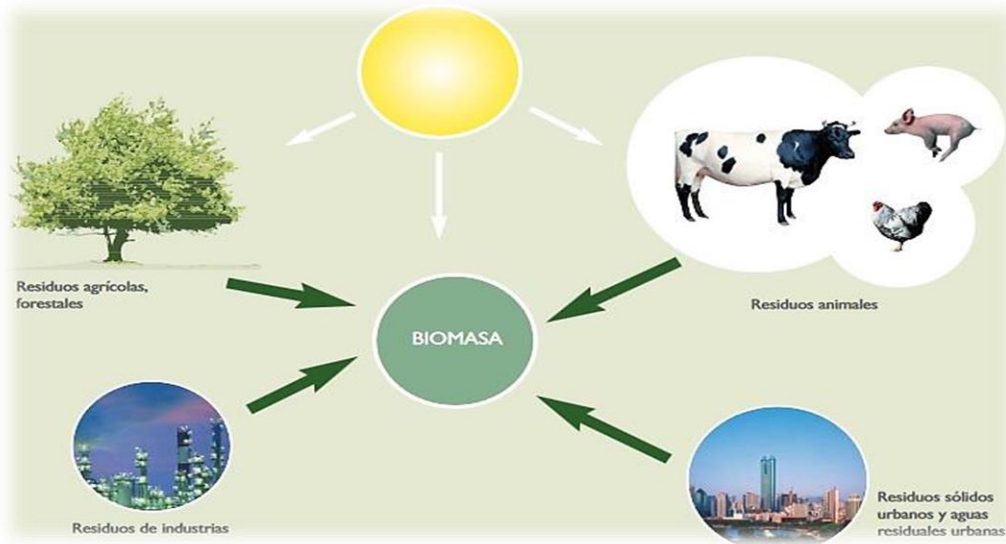 Residuos agrícolas,
forestales
Residuos animales
BIOMASA
Residuos de industrias
Residuos sólidos
urbanos y aguas
residuales urbanas